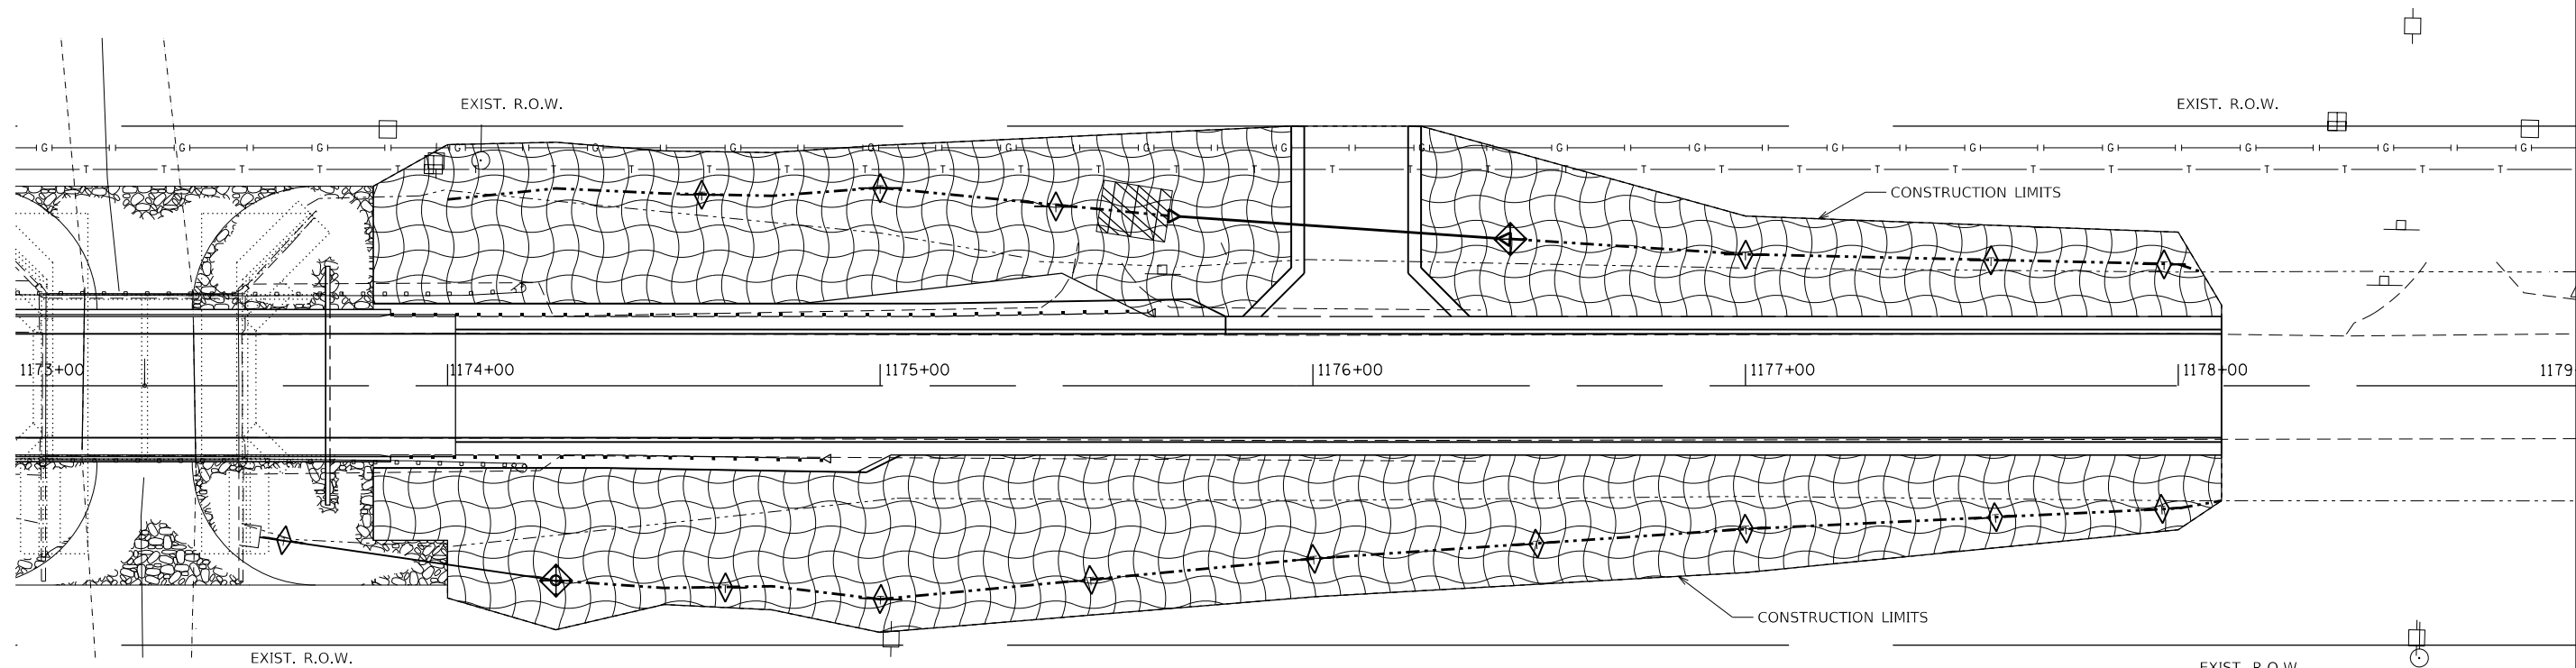 EXIST. R.O.W.
EXIST. R.O.W.
G G G G G G G G G G G G G G G G G G G
T T T T T T T T T T T T T T T T T T T T T T T T T T T T T T T T
CONSTRUCTION LIMITS
1173+00 1174+00 1175+00 1176+00 1177+00 1178+00 1179
CONSTRUCTION LIMITS
EXIST. R.O.W.
EXIST. R.O.W.